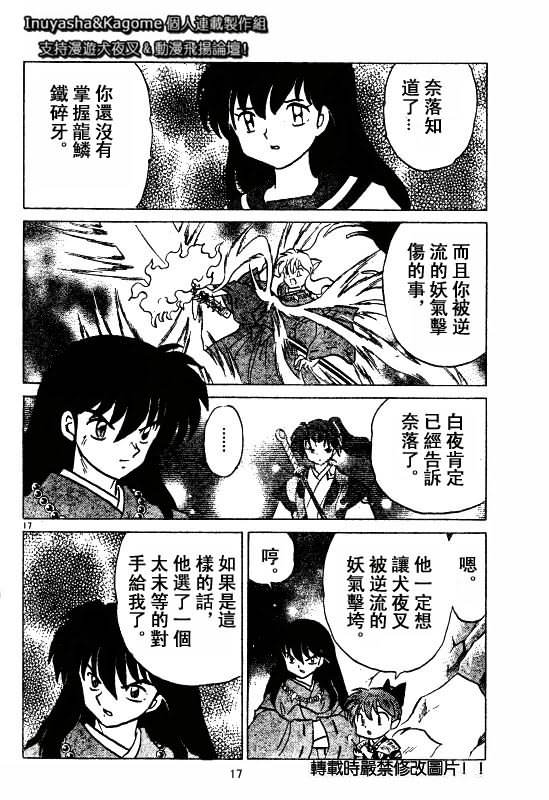 Inuyasha&Kagome 個人連載製作組
支持漫遊犬夜叉 & 動漫飛揚論壇!
奈落知
道了…
你還沒有
掌握龍鱗
鐵碎牙。
而且你被逆
流的妖氣擊
傷的事，
白夜肯定
已經告訴
奈落了。
……
17
嗯。
他一定想
讓犬夜叉
被逆流的
妖氣擊垮。
哼。
如果是這
樣的話，
他選了一個
太末等的對
手給我了。
17
轉載時嚴禁修改圖片!!